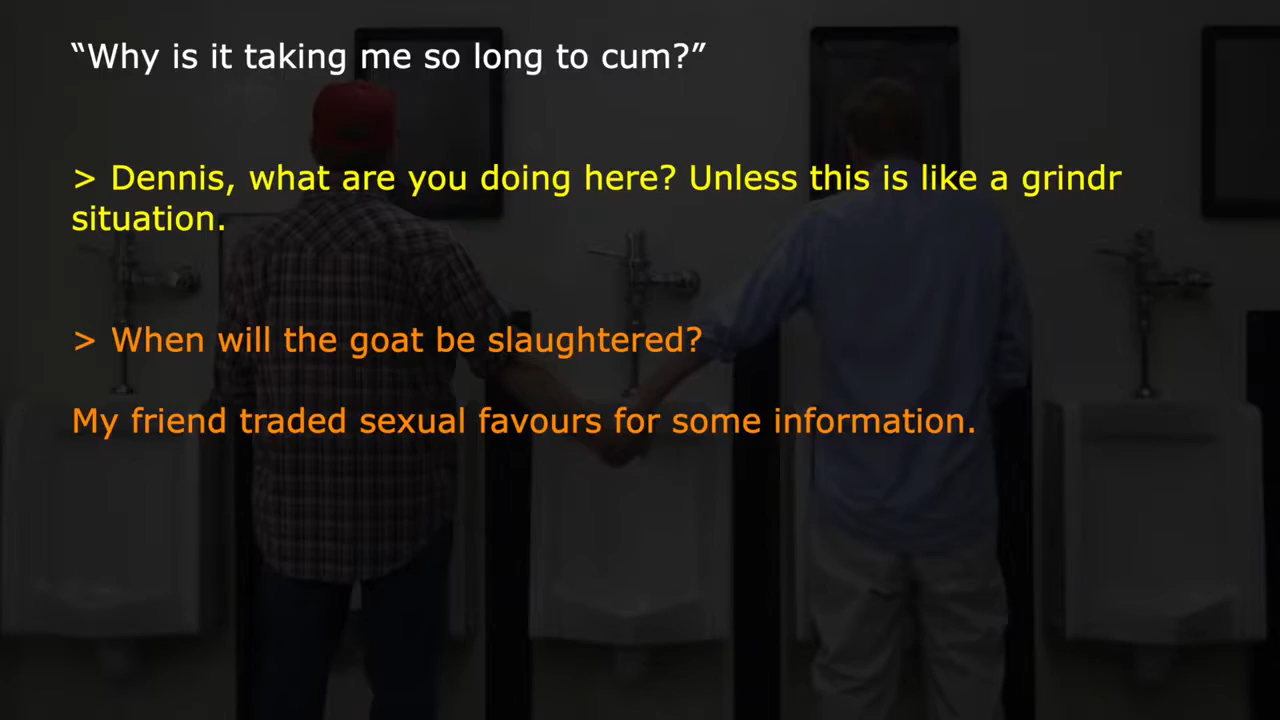 “Why is it taking me so long to cum?”
> Dennis, what are you doing here? Unless this is like a grindr
situation.
> When will the goat be slaughtered?
My friend traded sexual favours for some information.